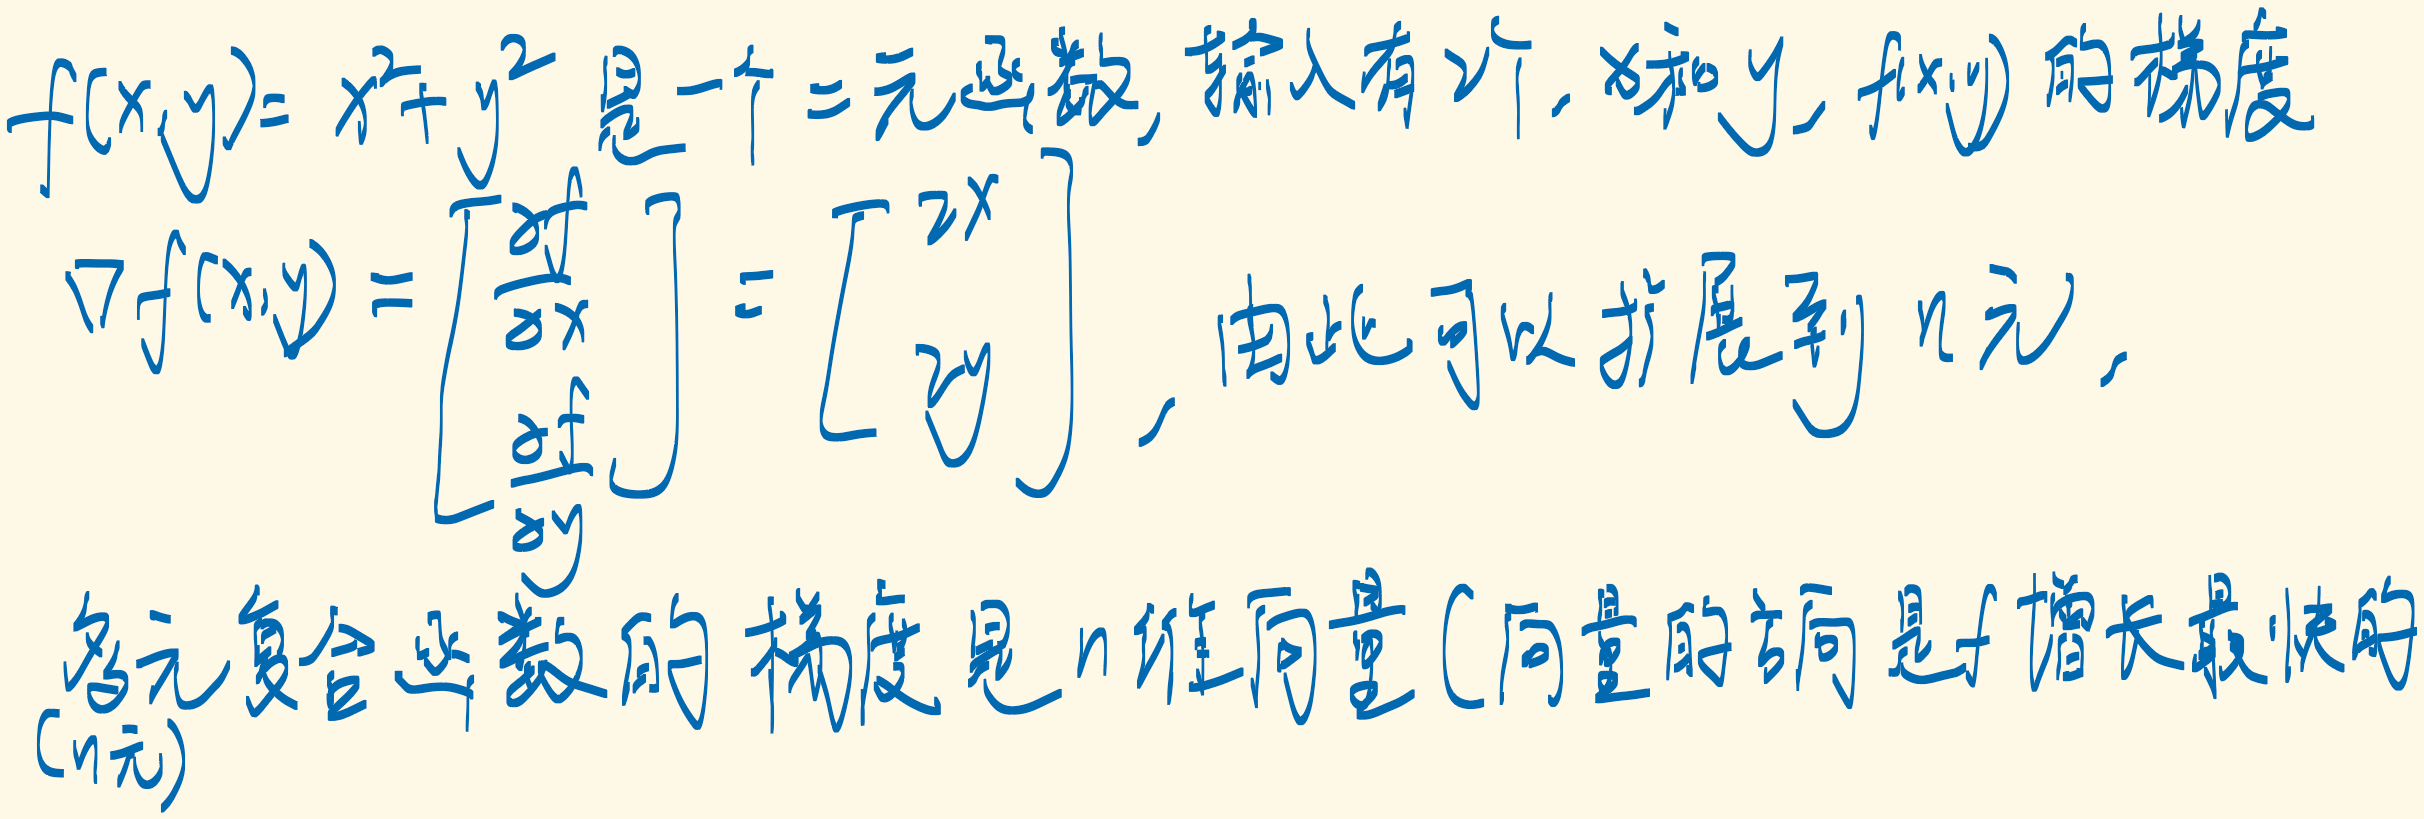 f(x,y)= x²+y² 是一个二元函数, 输入有2个, x和y, f(x,y) 的梯度
∇f(x,y) = [∂f/∂x ∂f/∂y] = [2x 2y], 由此可以扩展到 n元,
多元复合函数的梯度是 n维向量 (向量的方向是f增长最快的
(n元)